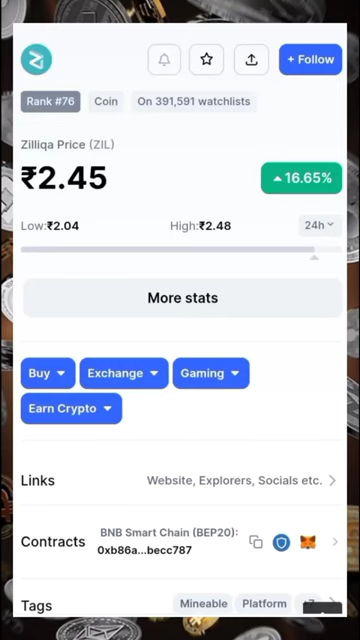 + Follow
Rank #76 Coin On 391,591 watchlists
Zilliqa Price (ZIL)
₹2.45 16.65%
Low:₹2.04 High:₹2.48 24h
More stats
Buy Exchange Gaming
Earn Crypto
Links Website, Explorers, Socials etc.
BNB Smart Chain (BEP20):
Contracts
0xb86a...becc787
Tags Mineable Platform